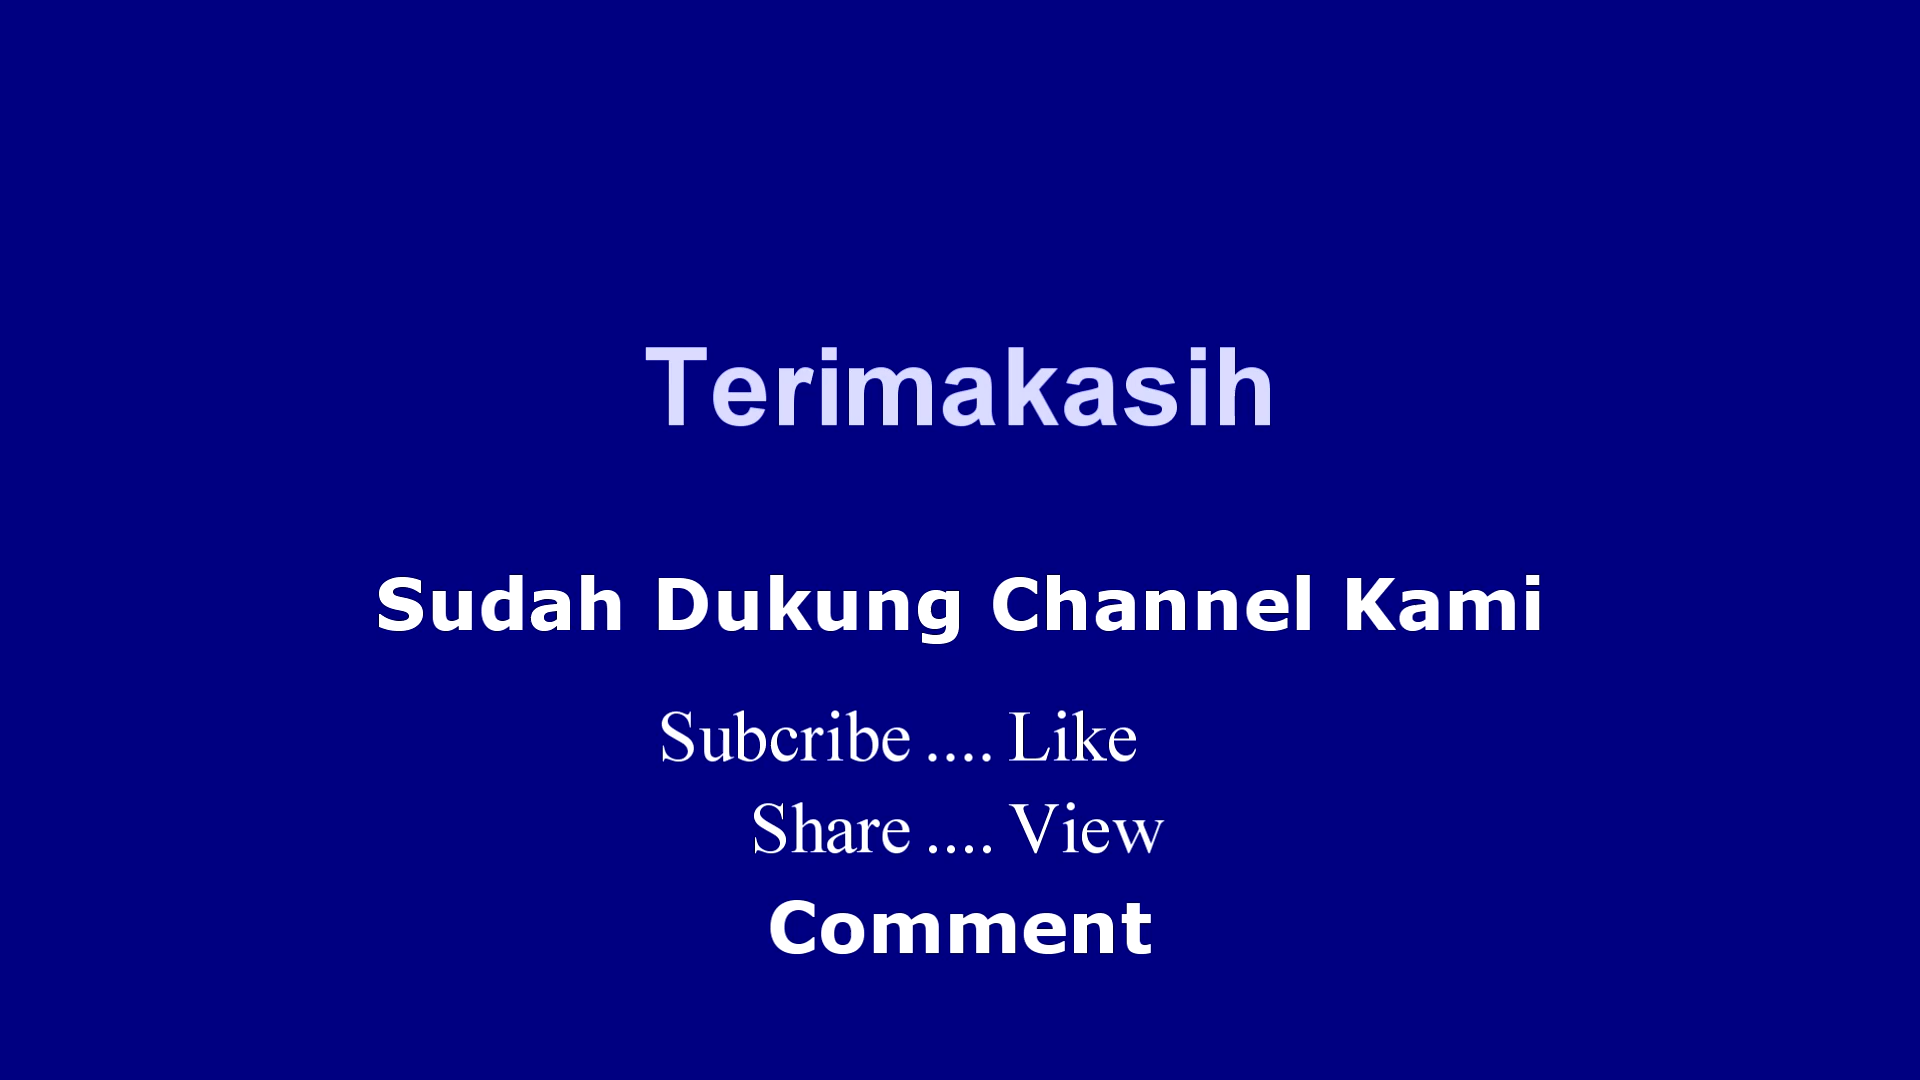 Terimakasih
Sudah Dukung Channel Kami
Subcribe .... Like
Share .... View
Comment